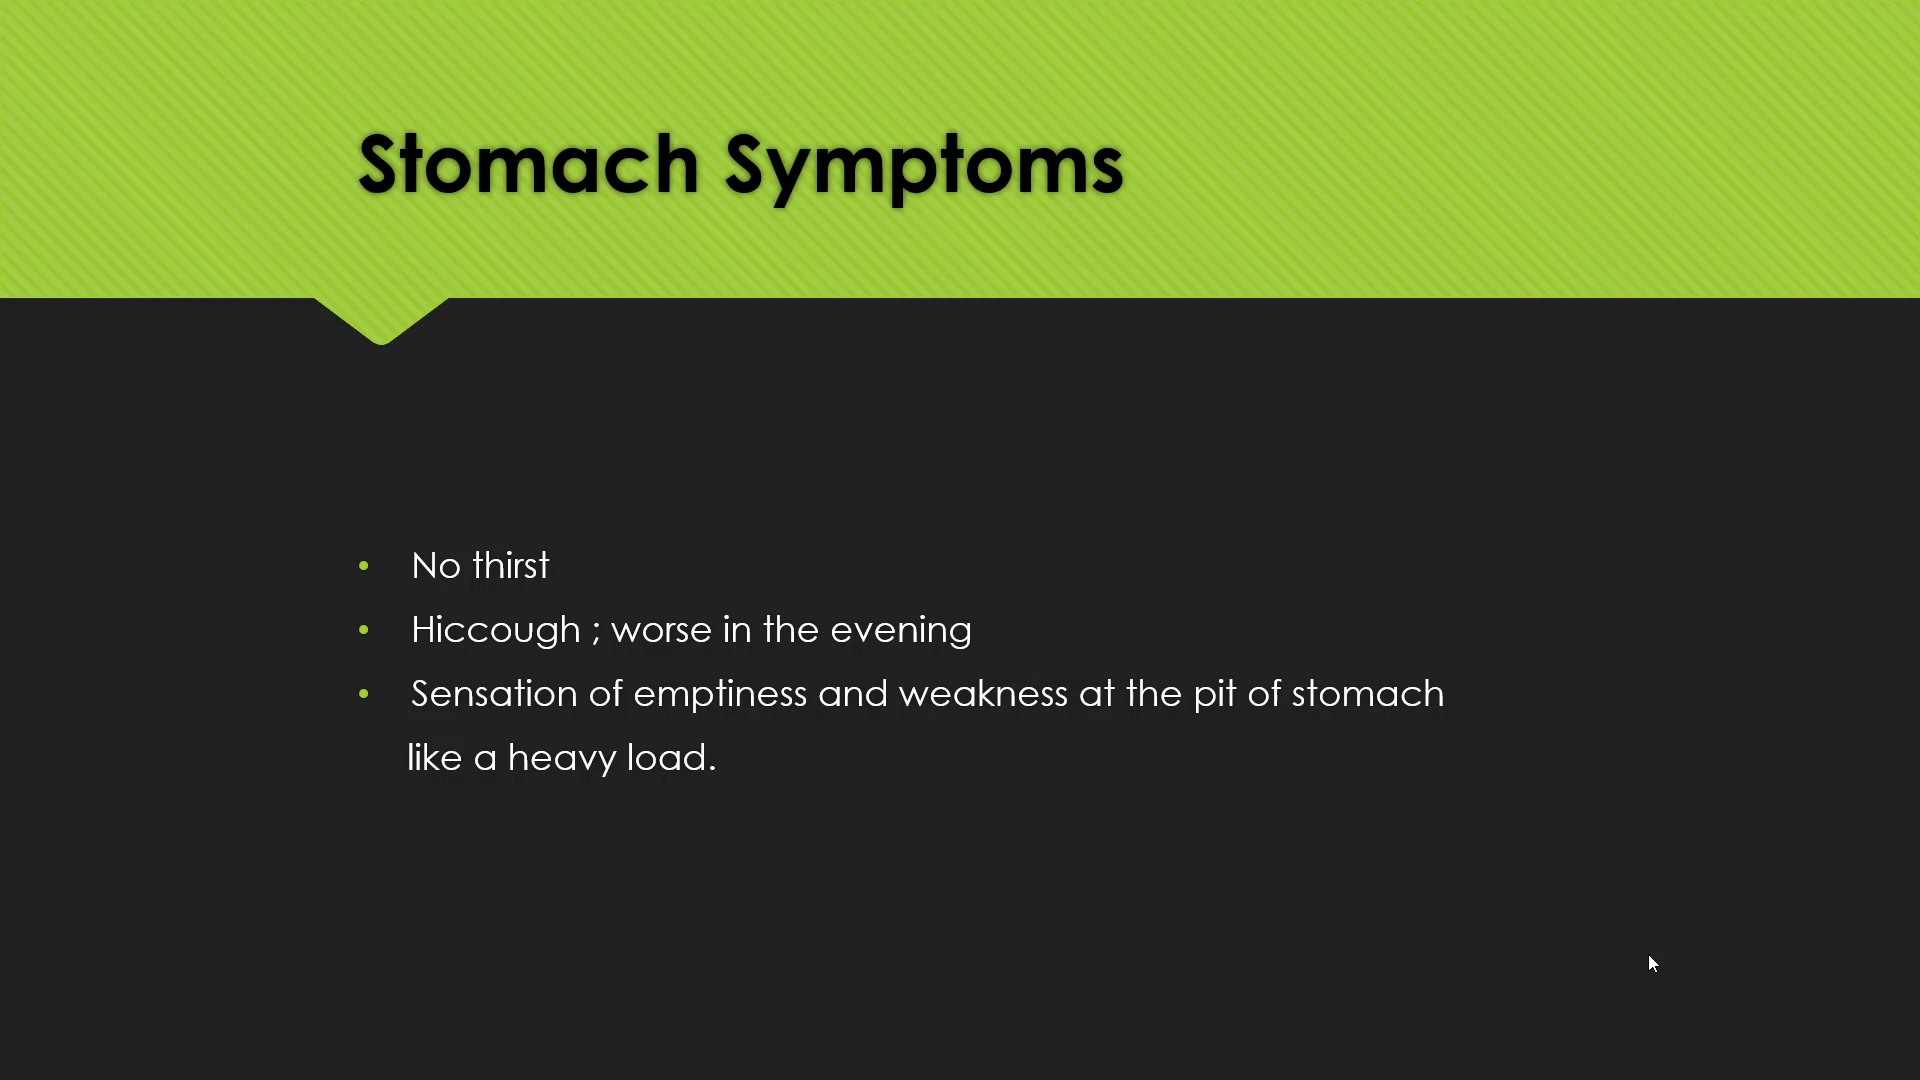 Stomach Symptoms
• No thirst
• Hiccough ; worse in the evening
• Sensation of emptiness and weakness at the pit of stomach
like a heavy load.